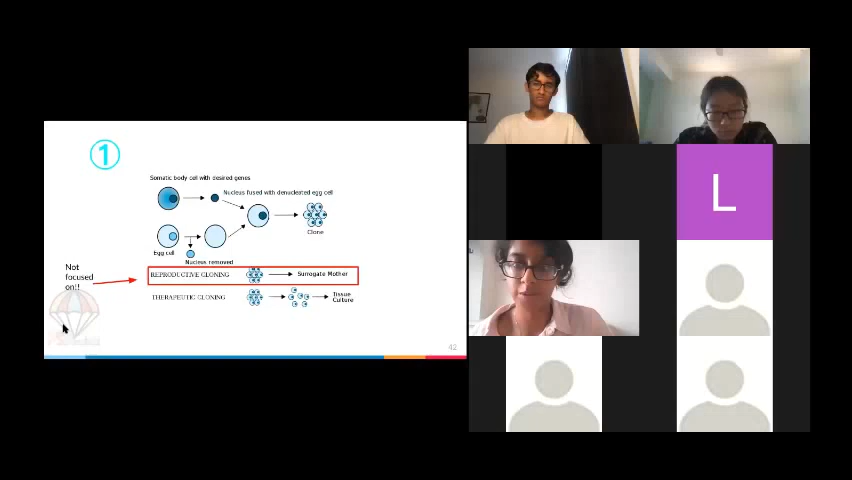 ①
Somatic body cell with desired genes
Nucleus fused with denucleated egg cell
Clone
Egg cell
Nucleus removed
Not
focused
on!!
REPRODUCTIVE CLONING
Surrogate Mother
THERAPEUTIC CLONING
Tissue
Culture
42
L